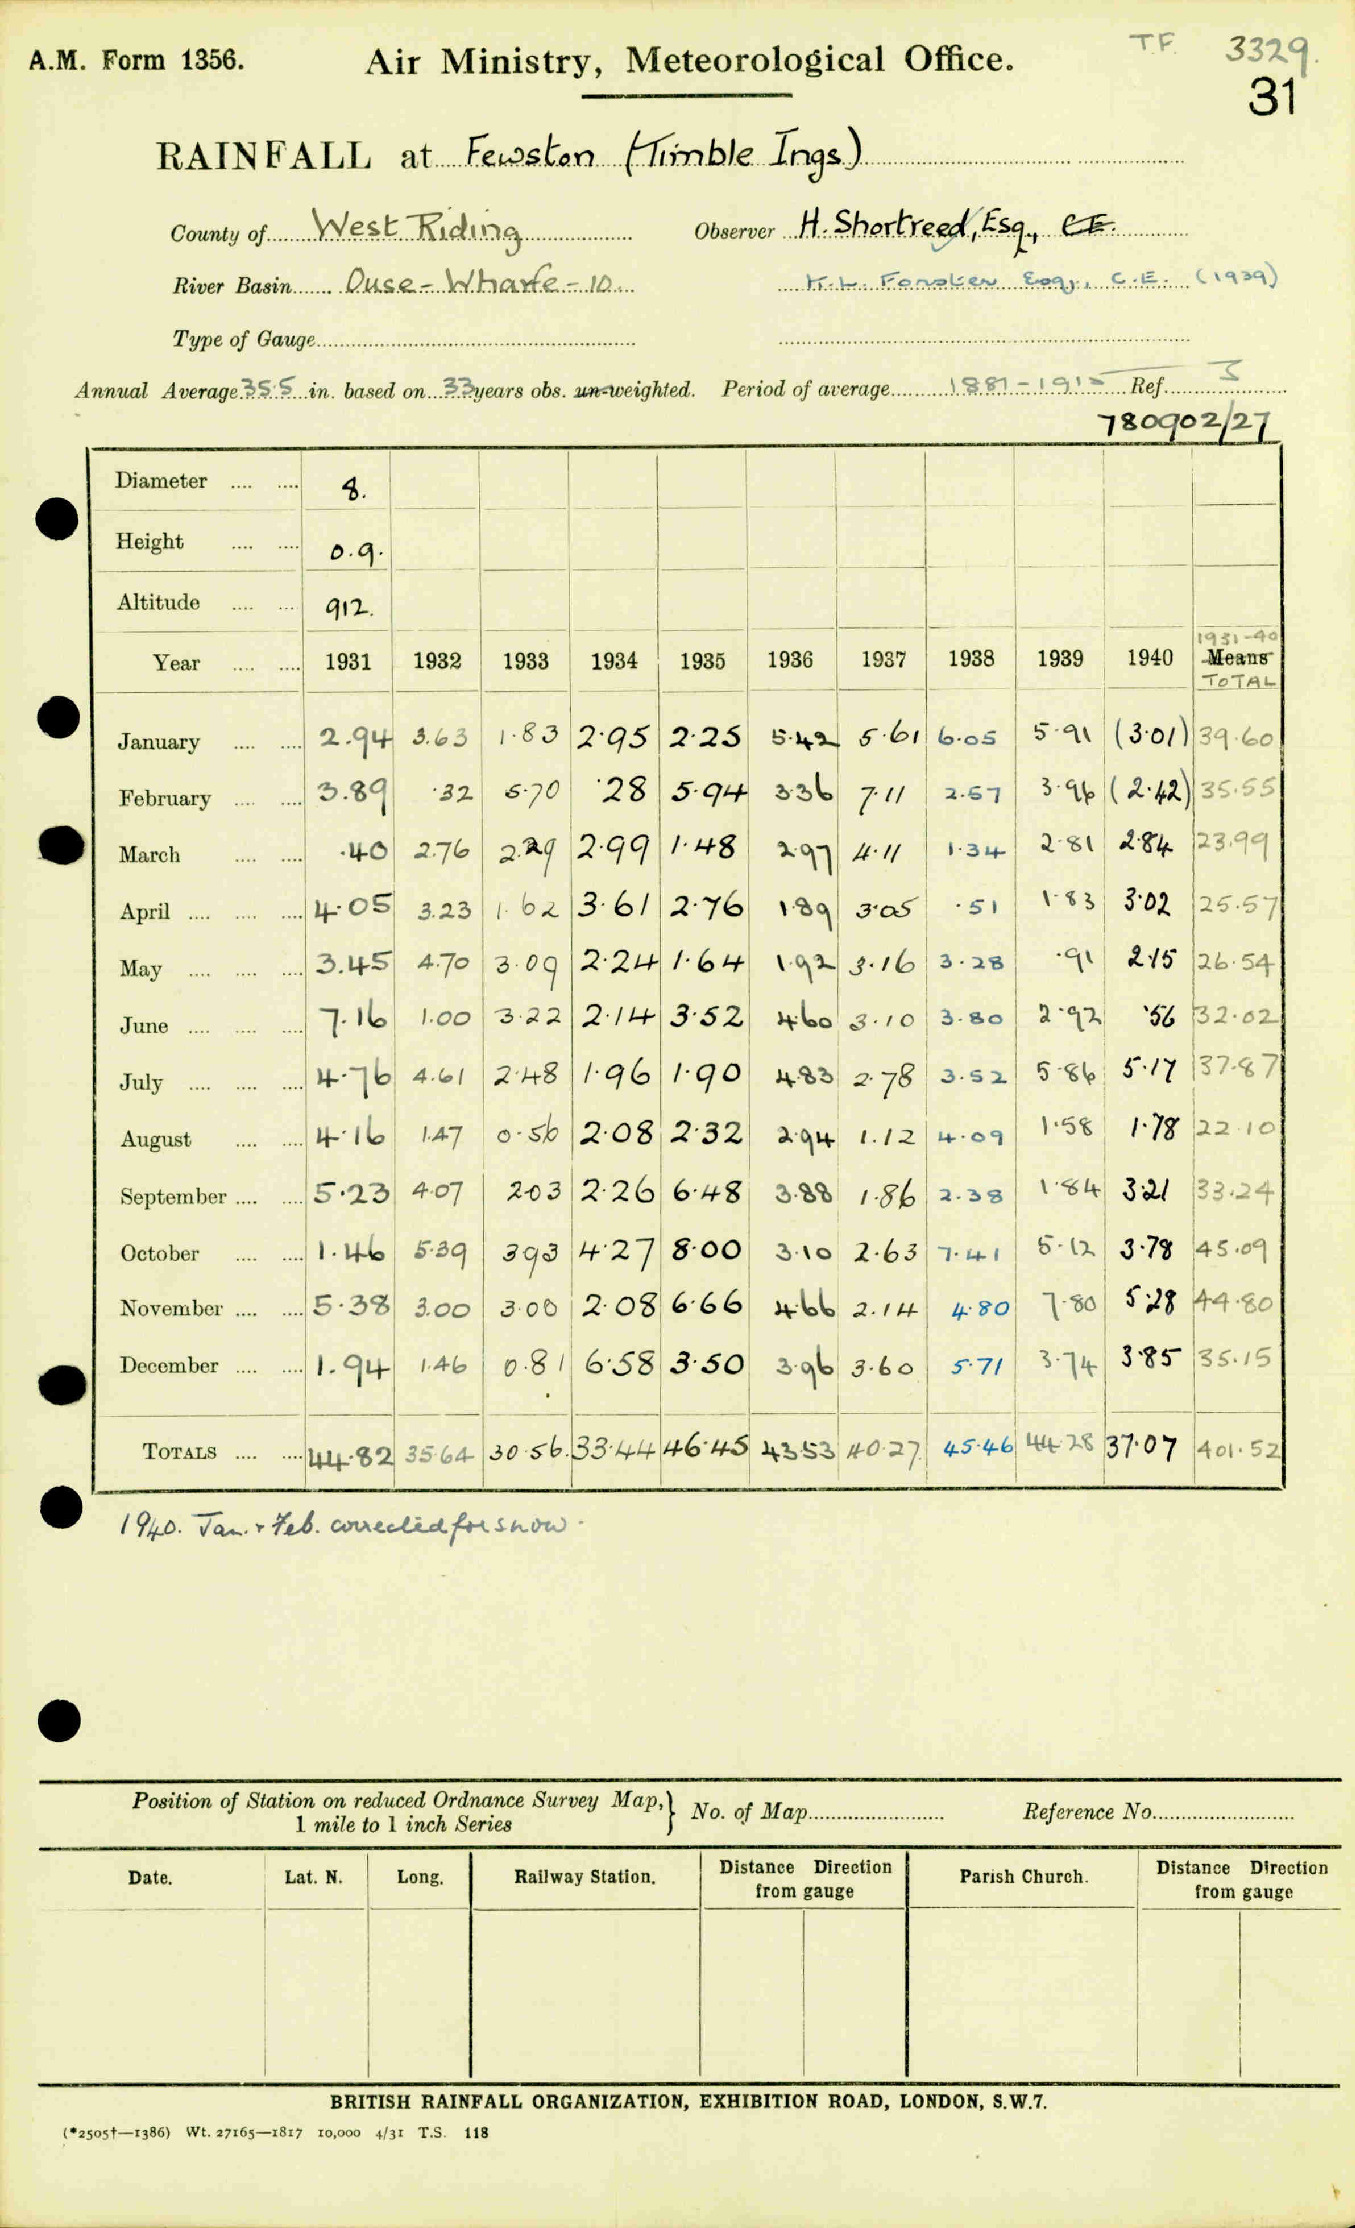 A.M. Form 1356. Air Ministry, Meteorological Office. T.F. 3329.
31
RAINFALL at Fewston (Timble Ings)
County of West Riding Observer H. Shortreed, Esq., C.E.
River Basin Ouse - Wharfe - 10. Esq., C.E. (1939)
Type of Gauge
Annual Average 35.5 in. based on 33 years obs. un-weighted. Period of average 1881-1915 Ref. J
780902/27
Diameter 8.
Height 0.9.
Altitude 912.
Year 1931 1932 1933 1934 1935 1936 1937 1938 1939 1940 1931-40 Means TOTAL
January 2.94 3.63 1.83 2.95 2.25 5.42 5.61 6.05 5.91 (3.01) 39.60
February 3.89 .32 5.70 .28 5.94 3.36 7.11 2.57 3.96 (2.42) 35.55
March .40 2.76 2.29 2.99 1.48 2.97 4.11 1.34 2.81 2.84 23.99
April 4.05 3.23 1.62 3.61 2.76 1.89 3.05 .51 1.83 3.02 25.57
May 3.45 4.70 3.09 2.24 1.64 1.92 3.16 3.28 .91 2.15 26.54
June 7.16 1.00 3.22 2.14 3.52 4.60 3.10 3.80 2.92 .56 32.02
July 4.76 4.61 2.48 1.96 1.90 4.83 2.78 3.52 5.86 5.17 37.87
August 4.16 1.47 0.56 2.08 2.32 2.94 1.12 4.09 1.58 1.78 22.10
September 5.23 4.07 2.03 2.26 6.48 3.88 1.86 2.38 1.84 3.21 33.24
October 1.46 5.39 3.93 4.27 8.00 3.10 2.63 7.41 5.12 3.78 45.09
November 5.38 3.00 3.00 2.08 6.66 4.66 2.14 4.80 7.80 5.28 44.80
December 1.94 1.46 0.81 6.58 3.50 3.96 3.60 5.71 3.74 3.85 35.15
TOTALS 44.82 35.64 30.56 33.44 46.45 43.53 40.27 45.46 44.28 37.07 401.52
1940. Jan. + Feb. corrected for snow.
Position of Station on reduced Ordnance Survey Map, } No. of Map Reference No.
1 mile to 1 inch Series
Date. Lat. N. Long. Railway Station. Distance Direction from gauge Parish Church. Distance Direction from gauge
BRITISH RAINFALL ORGANIZATION, EXHIBITION ROAD, LONDON, S.W.7.
(*2505†—1386) Wt. 27165—1817 10,000 4/31 T.S. 118